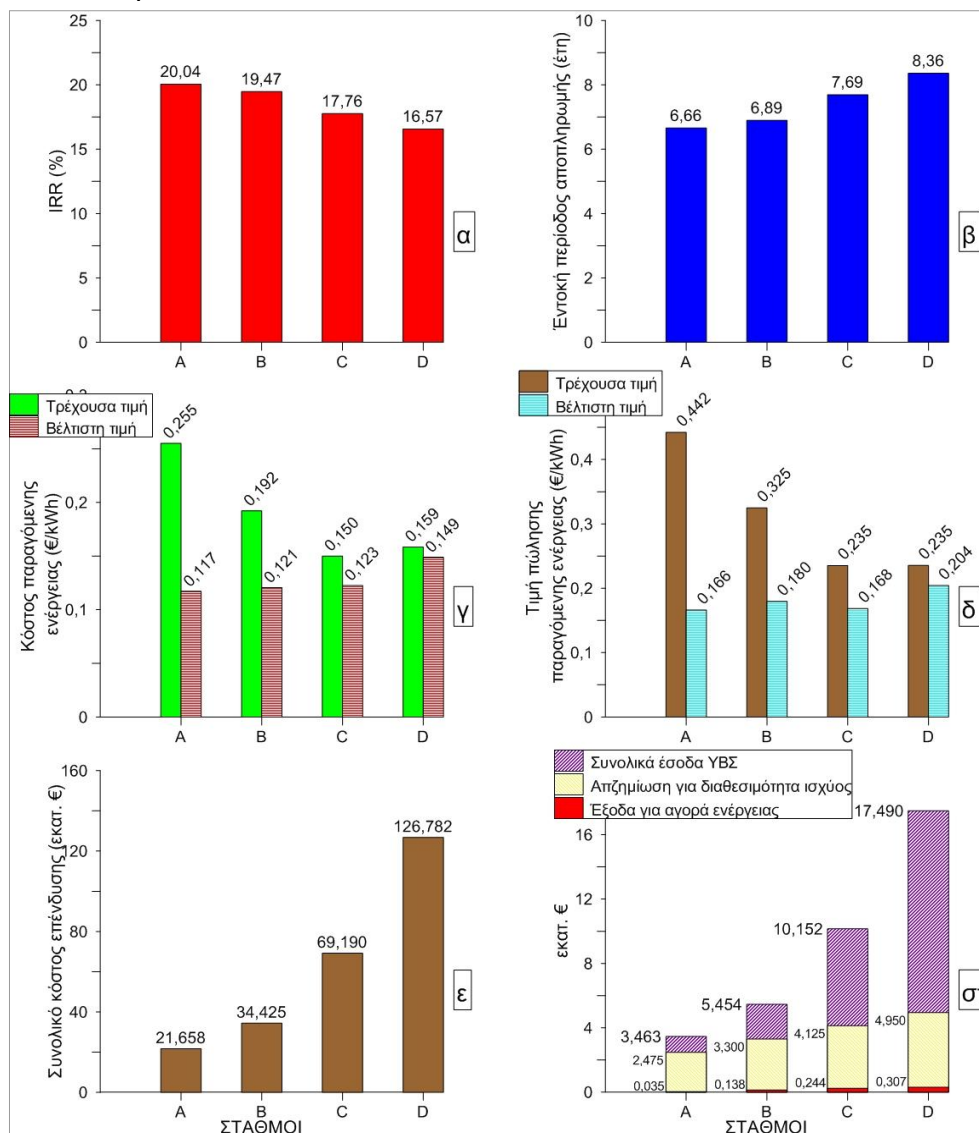 IRR (%)
25
20
15
10
5
0
20,04
19,47
17,76
16,57
A
B
C
D
α
Έντοκή περίοδος αποπληρωμής (έτη)
10
8
6
4
2
0
6,66
6,89
7,69
8,36
A
B
C
D
β
Τρέχουσα τιμή
Βέλτιστη τιμή
Κόστος παραγόμενης
ενέργειας (€/kWh)
0,2
0,1
0
0,255
0,117
0,192
0,121
0,150
0,123
0,159
0,149
A
B
C
D
γ
Τρέχουσα τιμή
Βέλτιστη τιμή
Τιμή πώλησης
παραγόμενης ενέργειας (€/kWh)
0,4
0,3
0,2
0,1
0
0,442
0,166
0,325
0,180
0,235
0,168
0,235
0,204
A
B
C
D
δ
Συνολικό κόστος επένδυσης (εκατ. €)
160
120
80
40
0
21,658
34,425
69,190
126,782
A
B
C
D
ΣΤΑΘΜΟΙ
ε
Συνολικά έσοδα ΥΒΣ
Απζημίωση για διαθεσιμότητα ισχύος
Έξοδα για αγορά ενέργειας
εκατ. €
16
12
8
4
0
3,463
2,475
0,035
5,454
3,300
0,138
10,152
4,125
0,244
17,490
4,950
0,307
A
B
C
D
ΣΤΑΘΜΟΙ
στ